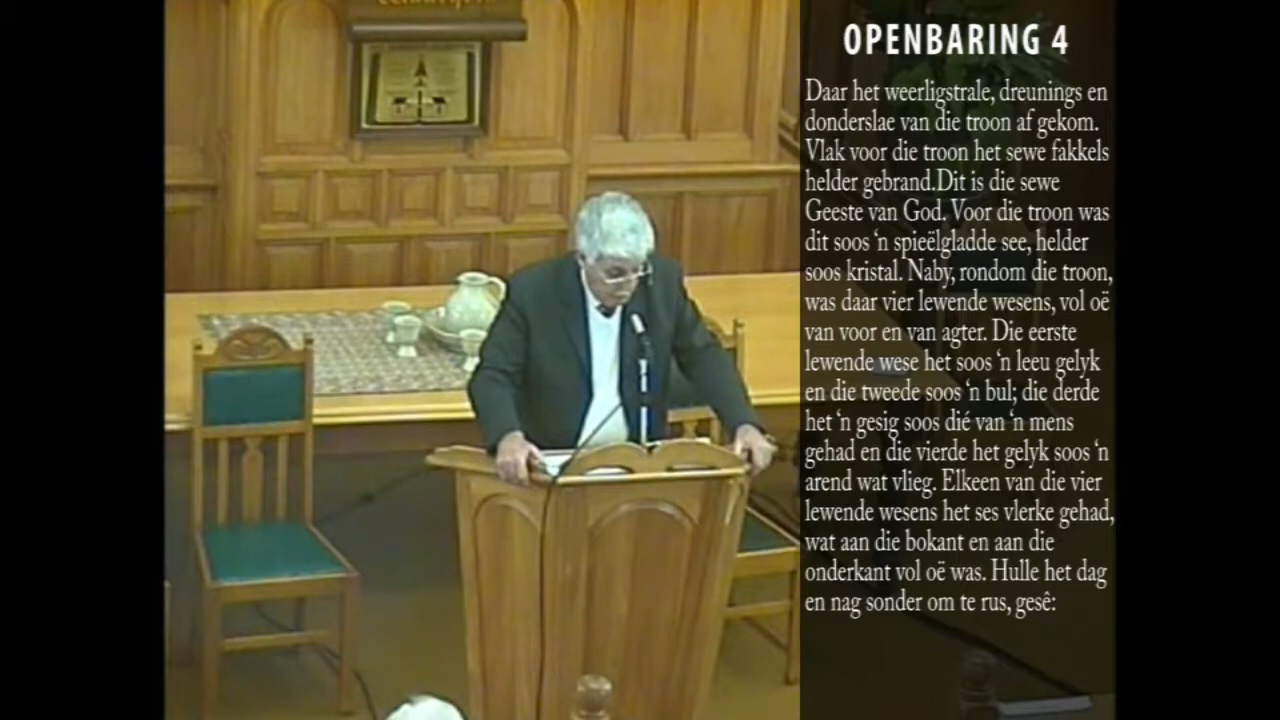 OPENBARING 4
Daar het weerligstrale, dreunings en
donderslae van die troon af gekom.
Vlak voor die troon het sewe fakkels
helder gebrand.Dit is die sewe
Geeste van God. Voor die troon was
dit soos ‘n spieëlgladde see, helder
soos kristal. Naby, rondom die troon,
was daar vier lewende wesens, vol oë
van voor en van agter. Die eerste
lewende wese het soos ‘n leeu gelyk
en die tweede soos ‘n bul; die derde
het ‘n gesig soos dié van ‘n mens
gehad en die vierde het gelyk soos ‘n
arend wat vlieg. Elkeen van die vier
lewende wesens het ses vlerke gehad,
wat aan die bokant en aan die
onderkant vol oë was. Hulle het dag
en nag sonder om te rus, gesê: